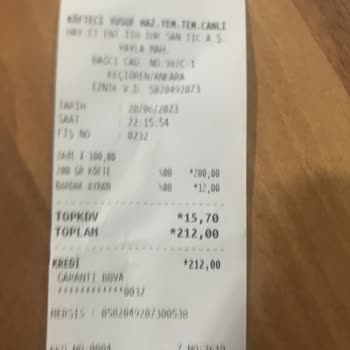 KÖFTECİ YUSUF HAZ.YEM.TEM.CANLI
HAY ET ENT İTH İHR SAN TİC A.Ş.
YAYLA MAH.
BAĞCI CAD. NO:98/C-1
KEÇİÖREN/ANKARA
İZNİK V.D. 5820492073
TARİH : 20/06/2023
SAAT : 22:15:54
FİŞ NO : 0232
2ADT X 100,00
200 GR KÖFTE %08 *200,00
BARDAK AYRAN %08 *12,00
TOPKDV *15,70
TOPLAM *212,00
KREDİ *212,00
GARANTİ BBVA
************0032
MERSİS : 0582049207300538